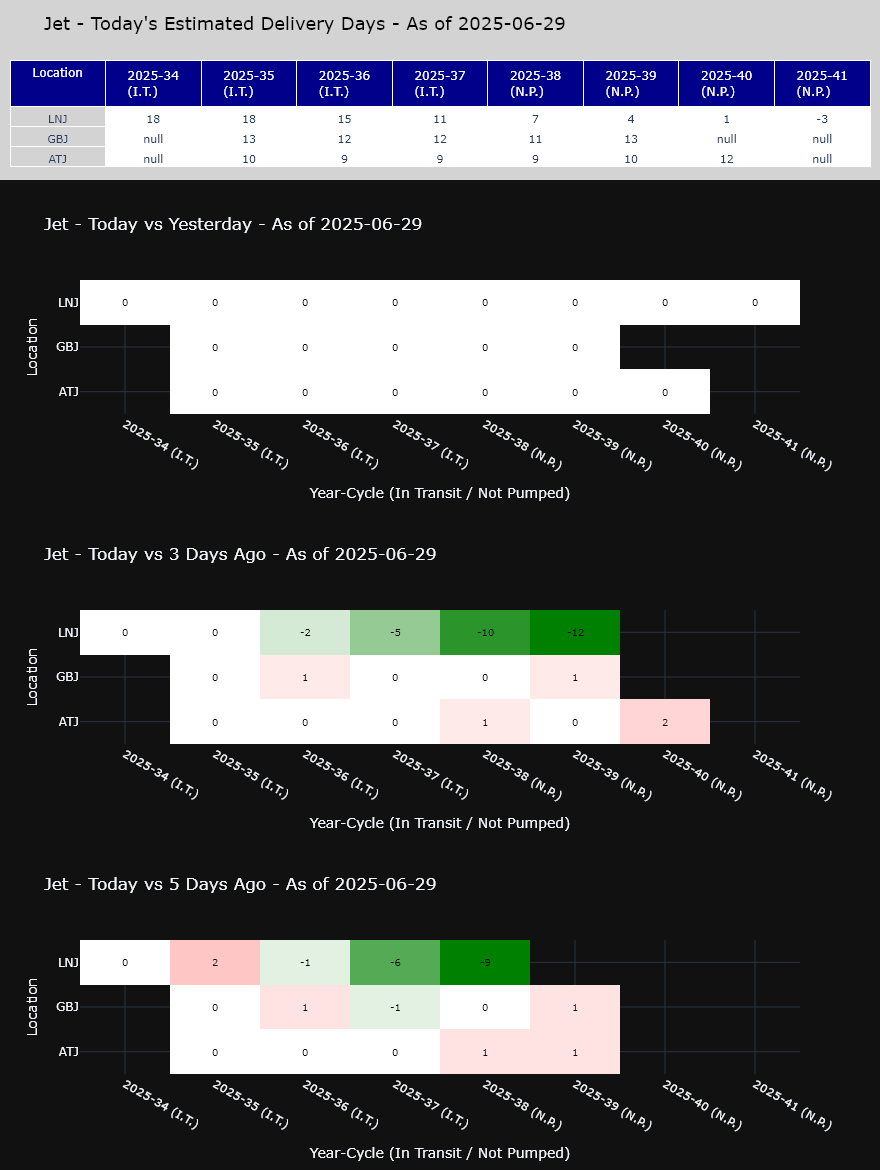 Jet - Today's Estimated Delivery Days - As of 2025-06-29
Location 2025-34 (I.T.) 2025-35 (I.T.) 2025-36 (I.T.) 2025-37 (I.T.) 2025-38 (N.P.) 2025-39 (N.P.) 2025-40 (N.P.) 2025-41 (N.P.)
LNJ 18 18 15 11 7 4 1 -3
GBJ null 13 12 12 11 13 null null
ATJ null 10 9 9 9 10 12 null
Jet - Today vs Yesterday - As of 2025-06-29
Location
LNJ 0 0 0 0 0 0 0 0
GBJ 0 0 0 0 0
ATJ 0 0 0 0 0 0
2025-34 (I.T.) 2025-35 (I.T.) 2025-36 (I.T.) 2025-37 (I.T.) 2025-38 (N.P.) 2025-39 (N.P.) 2025-40 (N.P.) 2025-41 (N.P.)
Year-Cycle (In Transit / Not Pumped)
Jet - Today vs 3 Days Ago - As of 2025-06-29
Location
LNJ 0 0 -2 -5 -10 -12
GBJ 0 1 0 0 1
ATJ 0 0 0 1 0 2
2025-34 (I.T.) 2025-35 (I.T.) 2025-36 (I.T.) 2025-37 (I.T.) 2025-38 (N.P.) 2025-39 (N.P.) 2025-40 (N.P.) 2025-41 (N.P.)
Year-Cycle (In Transit / Not Pumped)
Jet - Today vs 5 Days Ago - As of 2025-06-29
Location
LNJ 0 2 -1 -6 -9
GBJ 0 1 -1 0 1
ATJ 0 0 0 1 1
2025-34 (I.T.) 2025-35 (I.T.) 2025-36 (I.T.) 2025-37 (I.T.) 2025-38 (N.P.) 2025-39 (N.P.) 2025-40 (N.P.) 2025-41 (N.P.)
Year-Cycle (In Transit / Not Pumped)